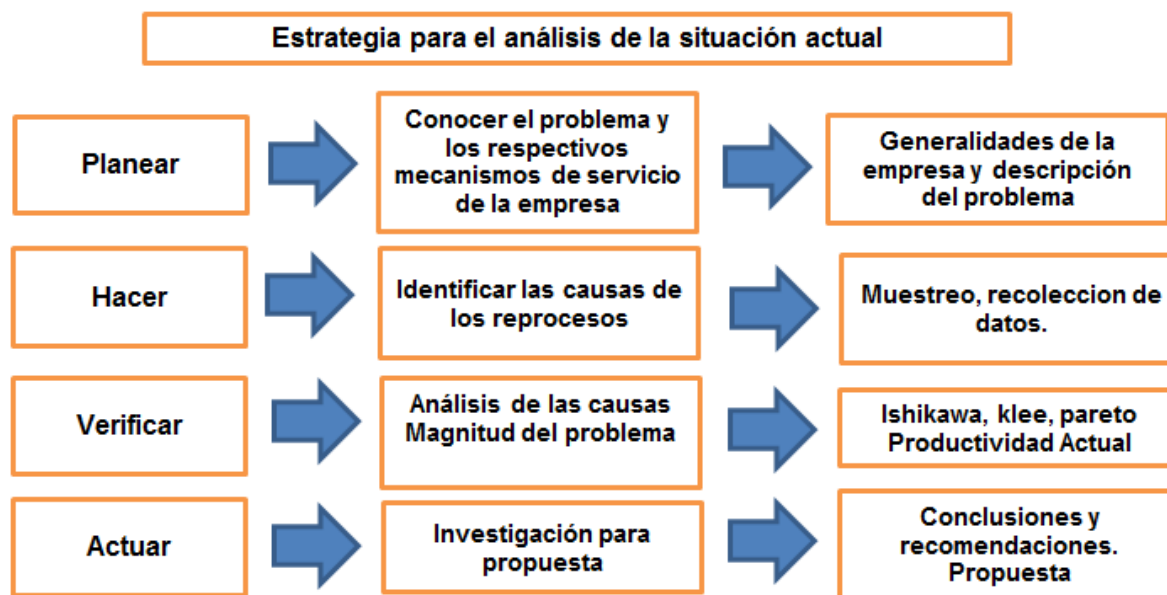 Estrategia para el análisis de la situación actual
Planear
Conocer el problema y
los respectivos
mecanismos de servicio
de la empresa
Generalidades de la
empresa y descripción
del problema
Hacer
Identificar las causas de
los reprocesos
Muestreo, recoleccion de
datos.
Verificar
Análisis de las causas
Magnitud del problema
Ishikawa, klee, pareto
Productividad Actual
Actuar
Investigación para
propuesta
Conclusiones y
recomendaciones.
Propuesta